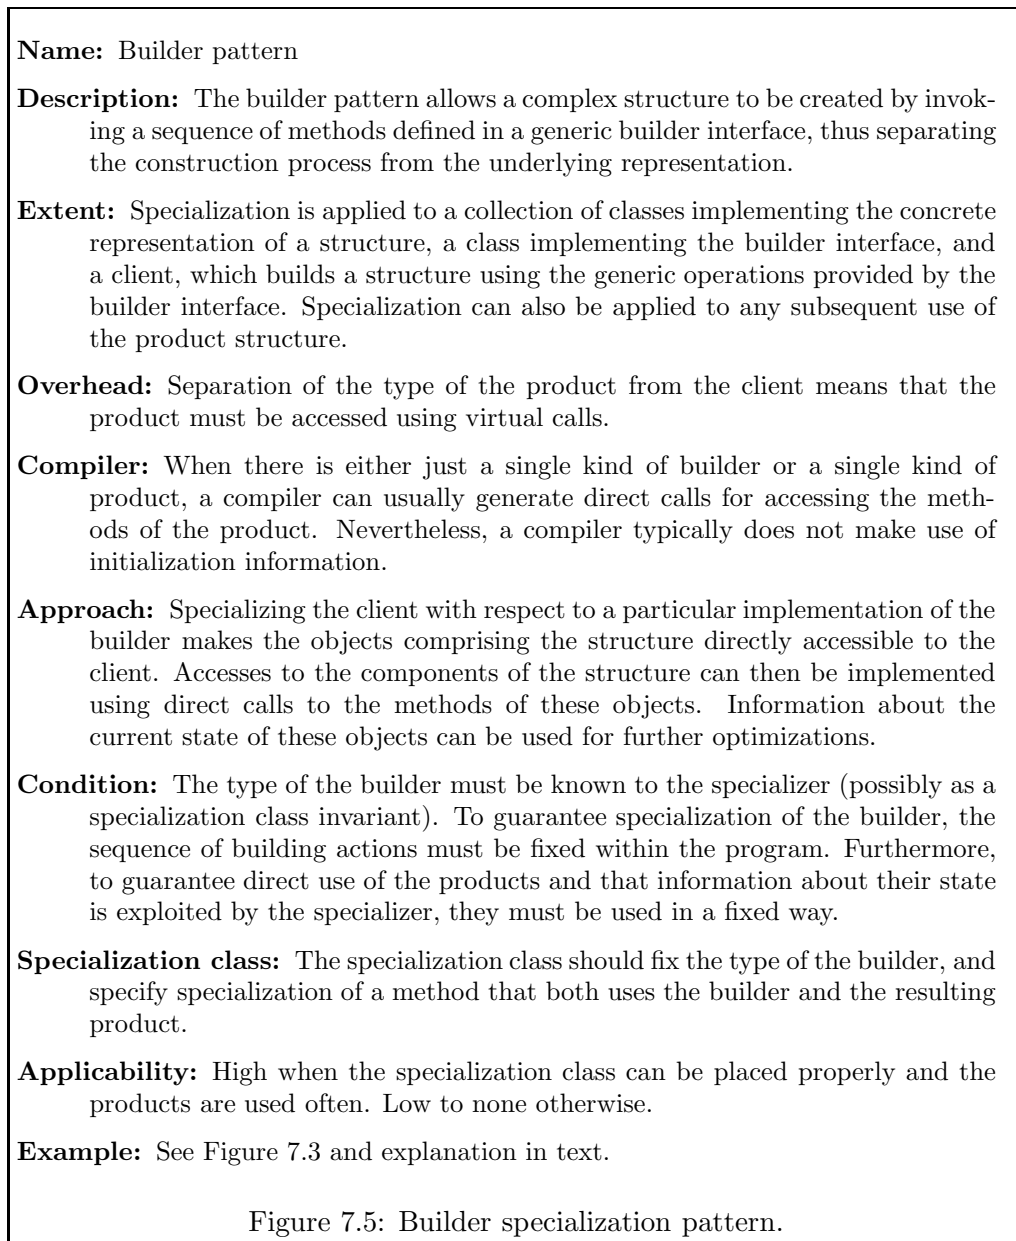 Name: Builder pattern
Description: The builder pattern allows a complex structure to be created by invok-
ing a sequence of methods defined in a generic builder interface, thus separating
the construction process from the underlying representation.
Extent: Specialization is applied to a collection of classes implementing the concrete
representation of a structure, a class implementing the builder interface, and
a client, which builds a structure using the generic operations provided by the
builder interface. Specialization can also be applied to any subsequent use of
the product structure.
Overhead: Separation of the type of the product from the client means that the
product must be accessed using virtual calls.
Compiler: When there is either just a single kind of builder or a single kind of
product, a compiler can usually generate direct calls for accessing the meth-
ods of the product. Nevertheless, a compiler typically does not make use of
initialization information.
Approach: Specializing the client with respect to a particular implementation of the
builder makes the objects comprising the structure directly accessible to the
client. Accesses to the components of the structure can then be implemented
using direct calls to the methods of these objects. Information about the
current state of these objects can be used for further optimizations.
Condition: The type of the builder must be known to the specializer (possibly as a
specialization class invariant). To guarantee specialization of the builder, the
sequence of building actions must be fixed within the program. Furthermore,
to guarantee direct use of the products and that information about their state
is exploited by the specializer, they must be used in a fixed way.
Specialization class: The specialization class should fix the type of the builder, and
specify specialization of a method that both uses the builder and the resulting
product.
Applicability: High when the specialization class can be placed properly and the
products are used often. Low to none otherwise.
Example: See Figure 7.3 and explanation in text.
Figure 7.5: Builder specialization pattern.